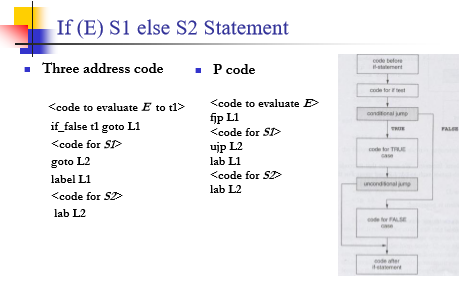 If (E) S1 else S2 Statement
Three address code
<code to evaluate E to t1>
if_false t1 goto L1
<code for S1>
goto L2
label L1
<code for S2>
lab L2
P code
<code to evaluate E>
fjp L1
<code for S1>
ujp L2
lab L1
<code for S2>
lab L2
code before
if-statement
code for if test
conditional jump
TRUE
FALSE
code for TRUE
case
unconditional jump
code for FALSE
case
code after
if-statement